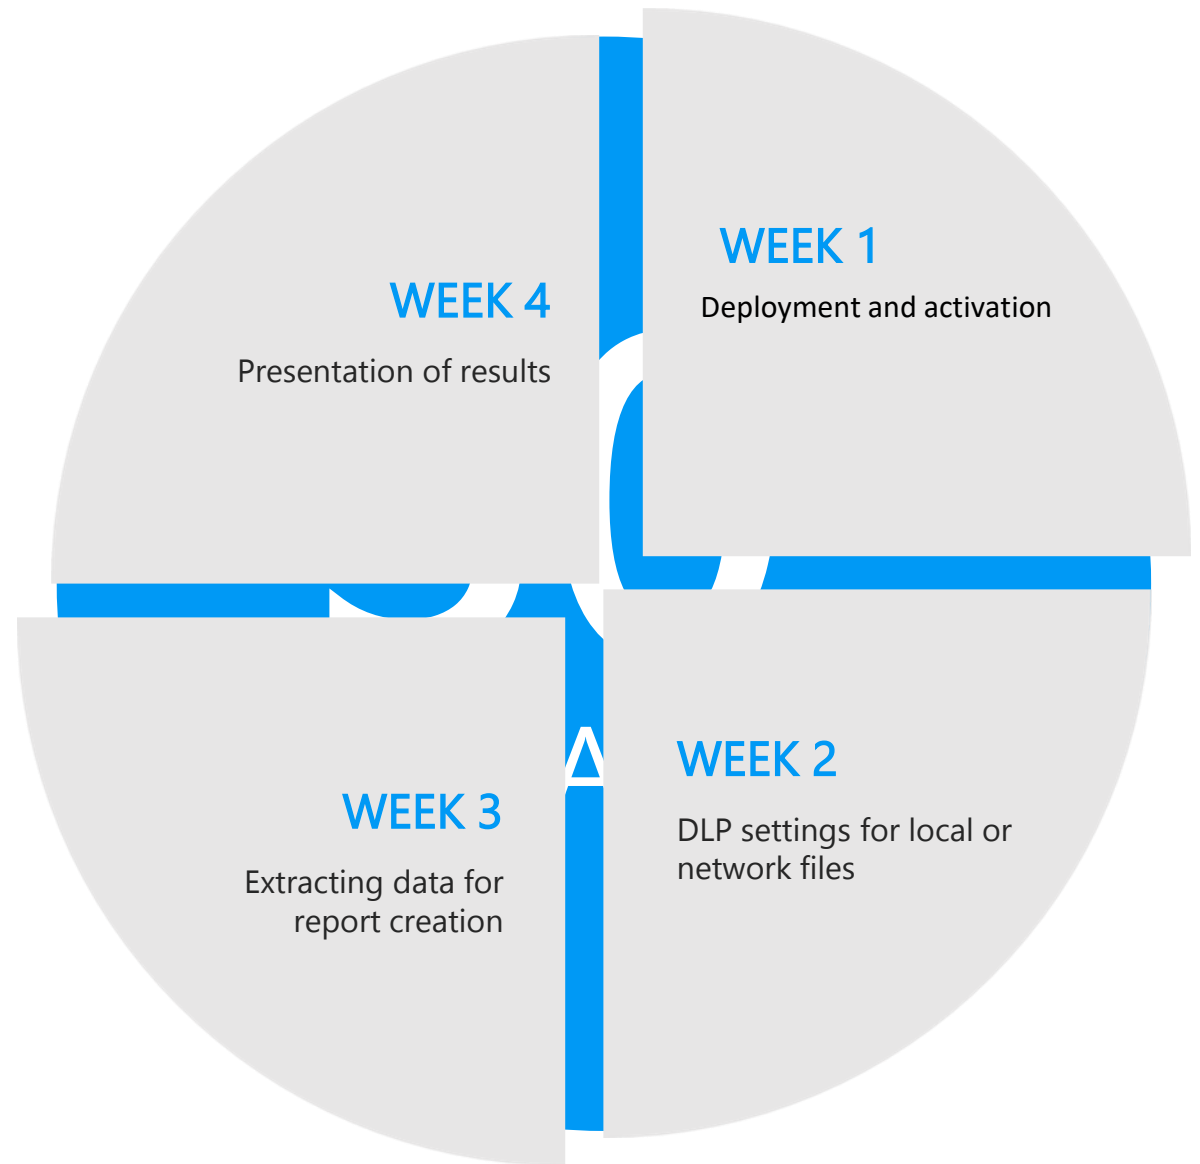 WEEK 1
Deployment and activation
WEEK 2
DLP settings for local or
network files
WEEK 3
Extracting data for
report creation
WEEK 4
Presentation of results